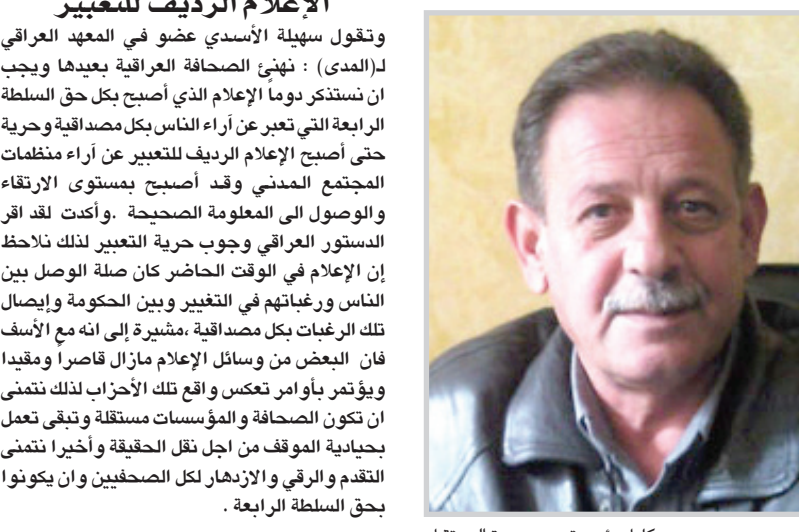 الإعلام الرديف للتعبير
وتقول سهيلة الأسدي عضو في المعهد العراقي
لـ(المدى) : نهنئ الصحافة العراقية بعيدها ويجب
ان نستذكر دوماً الإعلام الذي أصبح بكل حق السلطة
الرابعة التي تعبر عن آراء الناس بكل مصداقية وحرية
حتى أصبح الإعلام الرديف للتعبير عن آراء منظمات
المجتمع المدني وقد أصبح بمستوى الارتقاء
والوصول الى المعلومة الصحيحة .وأكدت لقد اقر
الدستور العراقي وجوب حرية التعبير لذلك نلاحظ
إن الإعلام في الوقت الحاضر كان صلة الوصل بين
الناس ورغباتهم في التغيير وبين الحكومة وإيصال
تلك الرغبات بكل مصداقية ،مشيرة إلى انه مع الأسف
فان البعض من وسائل الإعلام مازال قاصراً ومقيدا
ويؤتمر بأوامر تعكس واقع تلك الأحزاب لذلك نتمنى
ان تكون الصحافة والمؤسسات مستقلة وتبقى تعمل
بحيادية الموقف من اجل نقل الحقيقة وأخيرا نتمنى
التقدم والرقي والازدهار لكل الصحفيين وان يكونوا
بحق السلطة الرابعة .